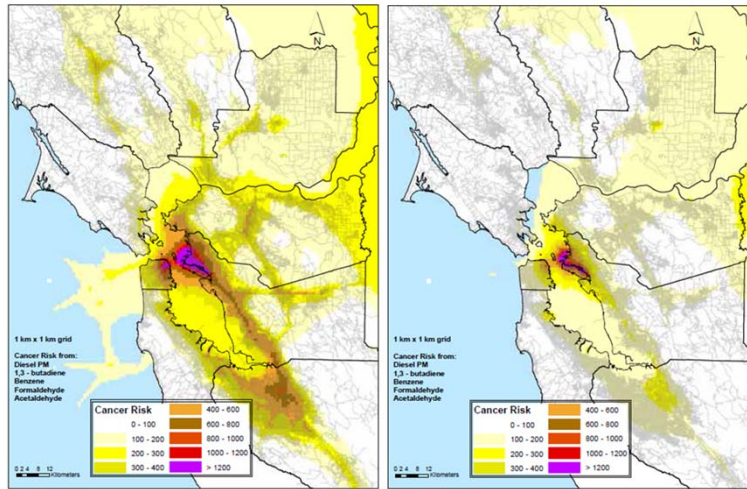 N
1 km x 1 km grid
Cancer Risk from:
Diesel PM
1,3 - butadiene
Benzene
Formaldehyde
Acetaldehyde
Cancer Risk
0 - 100
100 - 200
200 - 300
300 - 400
400 - 600
600 - 800
800 - 1000
1000 - 1200
> 1200
0 2 4 8 12
Kilometers
N
1 km x 1 km grid
Cancer Risk from:
Diesel PM
1,3 - butadiene
Benzene
Formaldehyde
Acetaldehyde
Cancer Risk
0 - 100
100 - 200
200 - 300
300 - 400
400 - 600
600 - 800
800 - 1000
1000 - 1200
> 1200
0 2 4 8 12
Kilometers